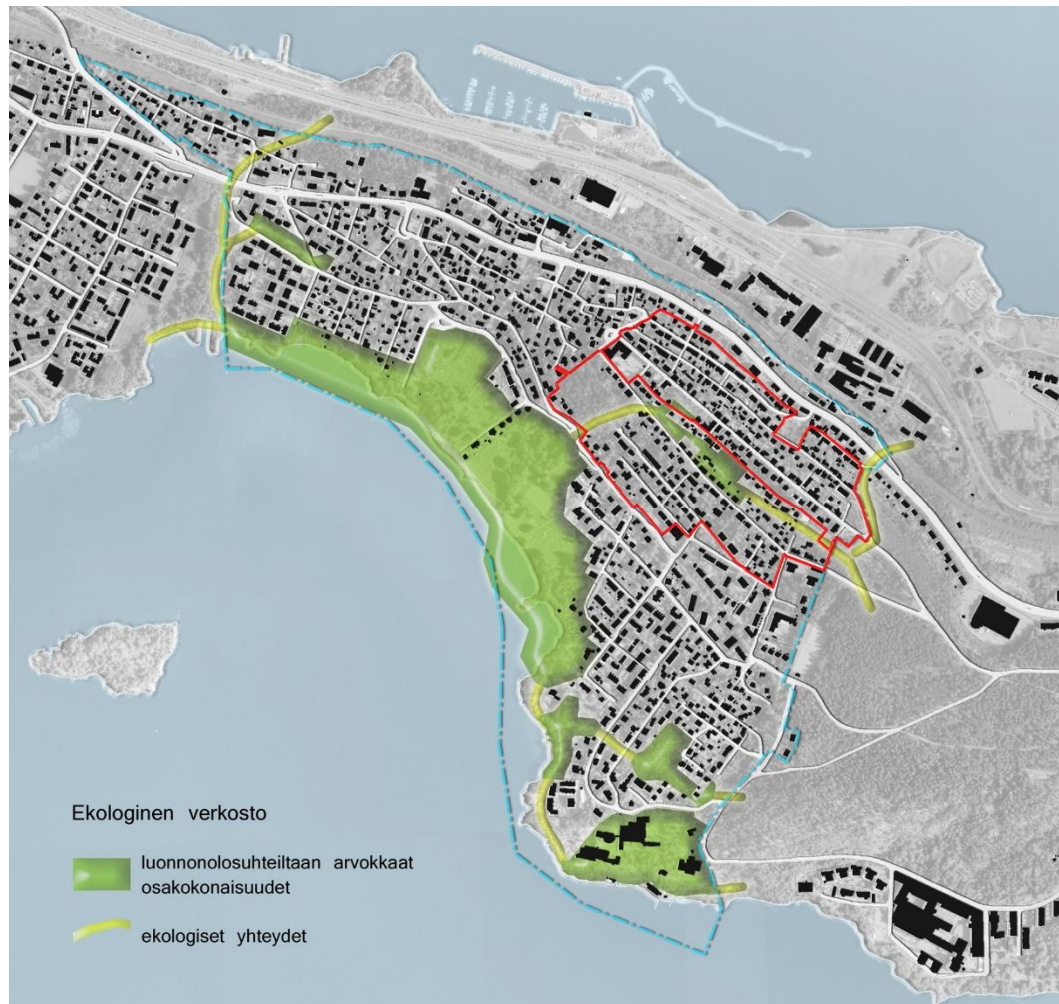 Ekologinen verkosto
luonnonolosuhteiltaan arvokkaat
osakokonaisuudet
ekologiset yhteydet